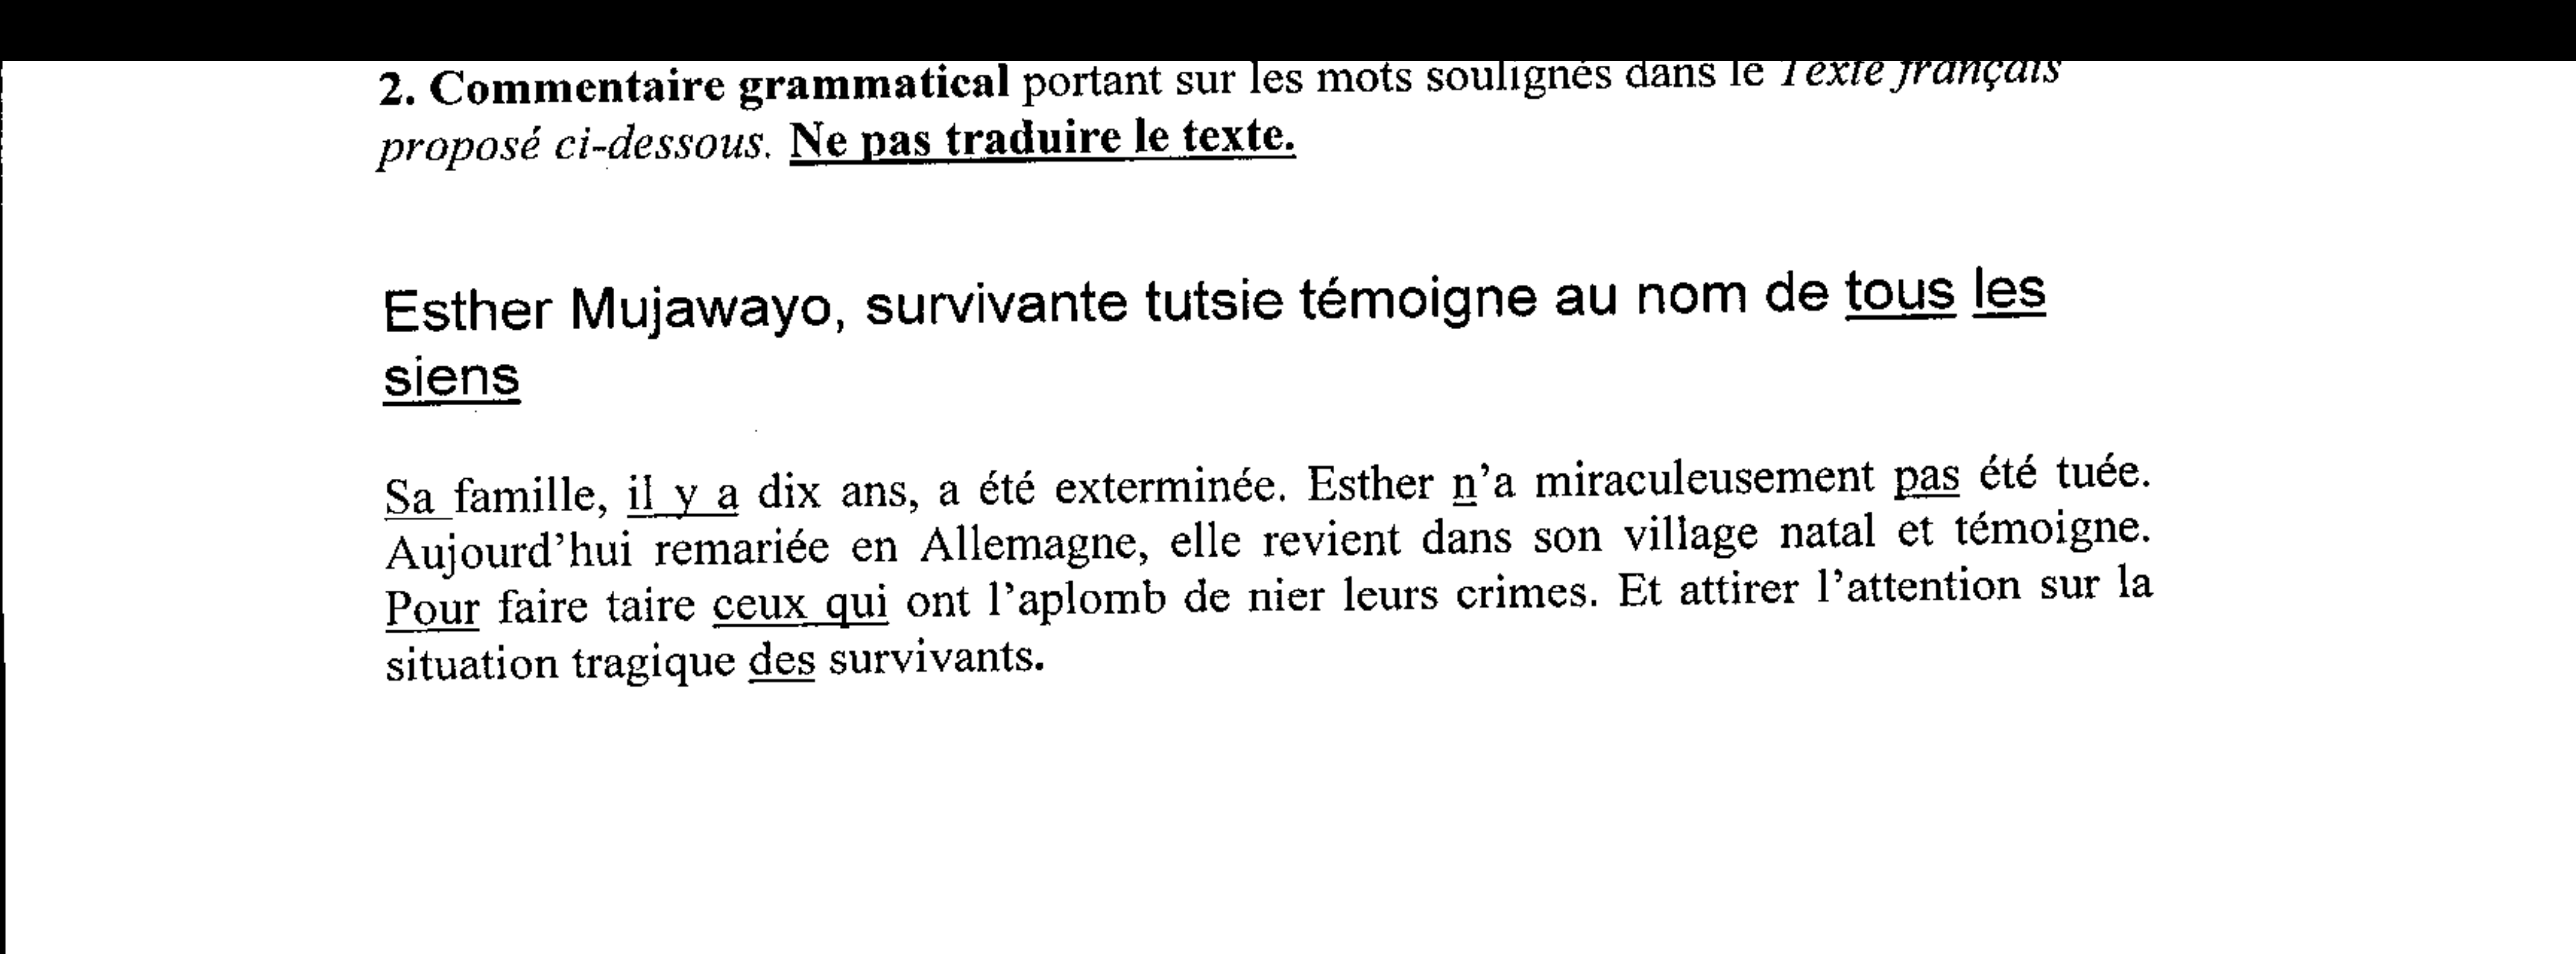 2. Commentaire grammatical portant sur les mots soulignés dans le Texte français
proposé ci-dessous. Ne pas traduire le texte.
Esther Mujawayo, survivante tutsie témoigne au nom de tous les
siens
Sa famille, il y a dix ans, a été exterminée. Esther n'a miraculeusement pas été tuée.
Aujourd'hui remariée en Allemagne, elle revient dans son village natal et témoigne.
Pour faire taire ceux qui ont l'aplomb de nier leurs crimes. Et attirer l'attention sur la
situation tragique des survivants.